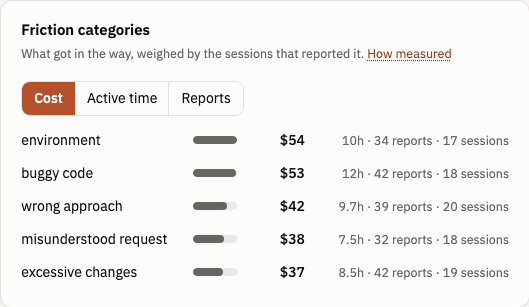 Friction categories
What got in the way, weighed by the sessions that reported it. How measured
Cost Active time Reports
environment $54 10h · 34 reports · 17 sessions
buggy code $53 12h · 42 reports · 18 sessions
wrong approach $42 9.7h · 39 reports · 20 sessions
misunderstood request $38 7.5h · 32 reports · 18 sessions
excessive changes $37 8.5h · 42 reports · 19 sessions